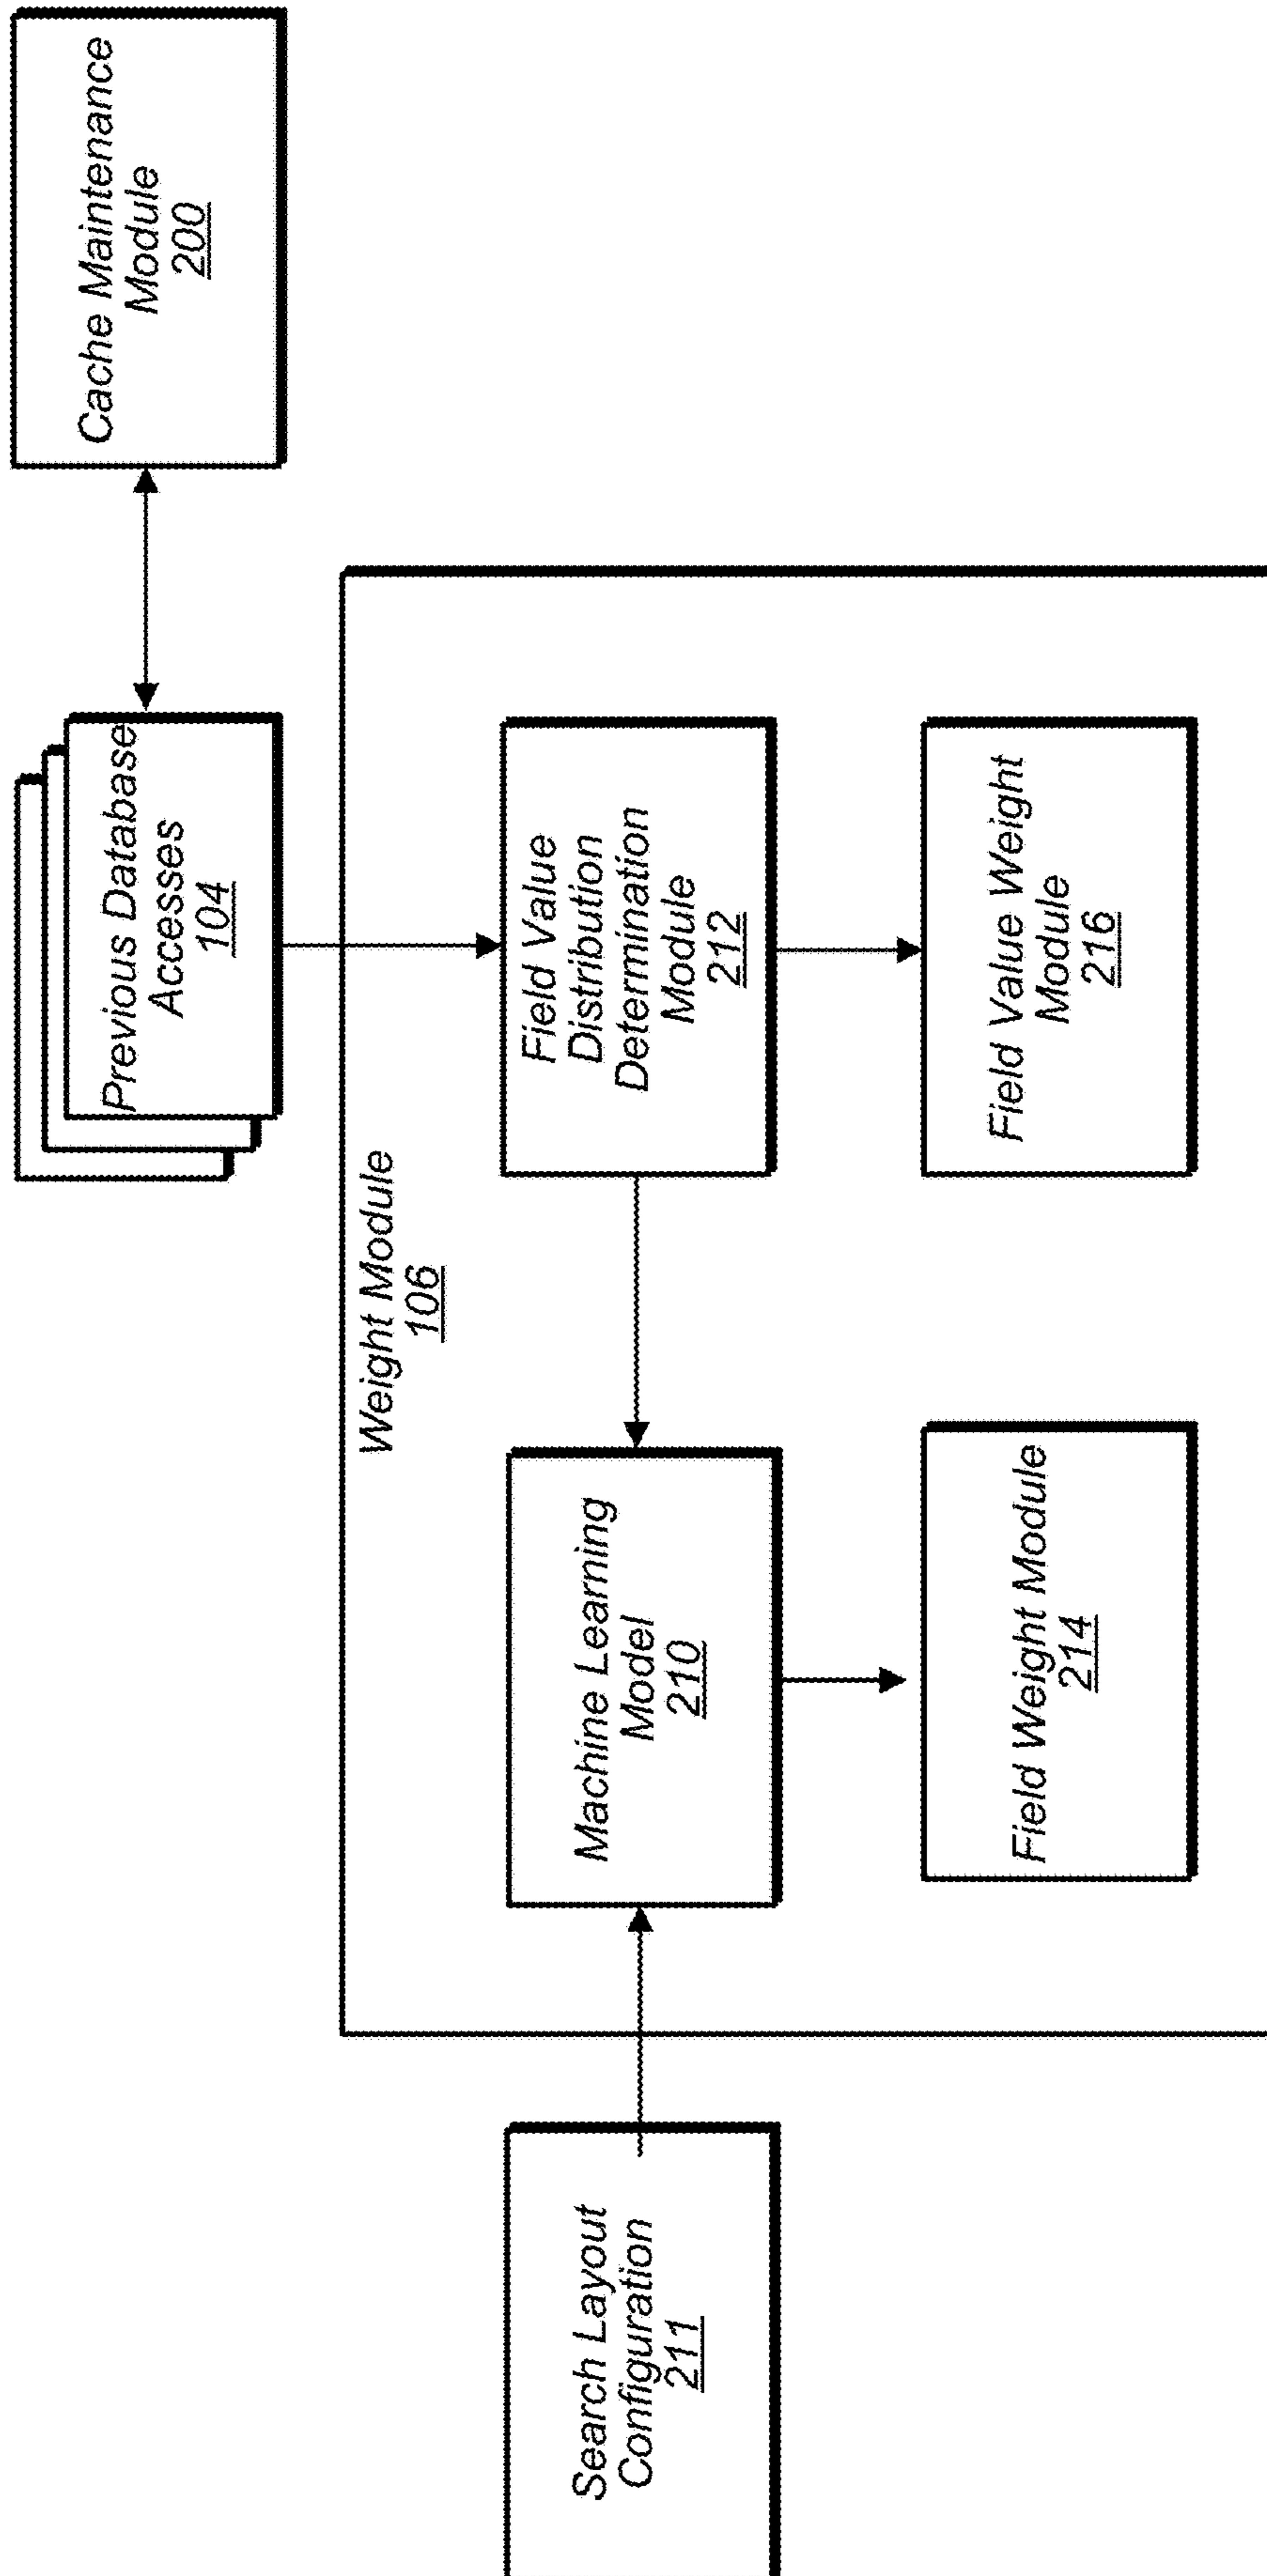 Cache Maintenance
Module
200
Previous Database
Accesses
104
Weight Module
106
Search Layout
Configuration
211
Machine Learning
Model
210
Field Value
Distribution
Determination
Module
212
Field Weight Module
214
Field Value Weight
Module
216